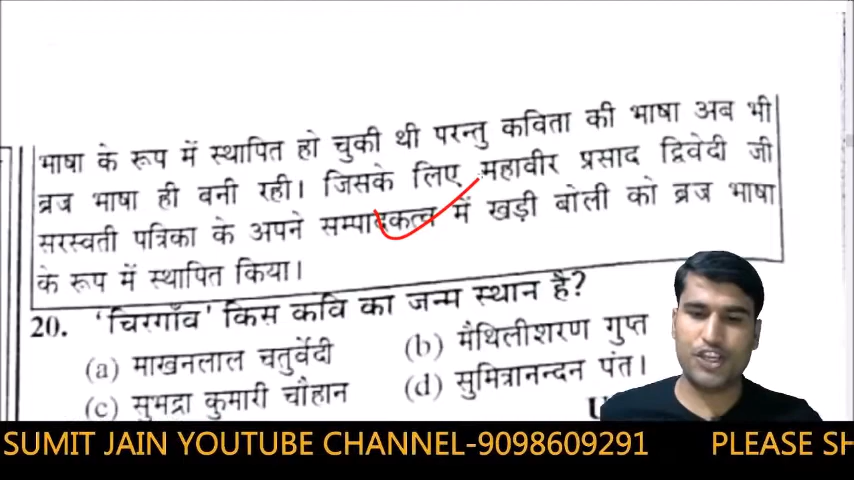 भाषा के रूप में स्थापित हो चुकी थी परन्तु कविता की भाषा अब भी
ब्रज भाषा ही बनी रही। जिसके लिए महावीर प्रसाद द्विवेदी जी
सरस्वती पत्रिका के अपने सम्पादकत्व में खड़ी बोली को ब्रज भाषा
के रूप में स्थापित किया।
20. 'चिरगाँव' किस कवि का जन्म स्थान है?
(a) माखनलाल चतुर्वेदी (b) मैथिलीशरण गुप्त
(c) सुभद्रा कुमारी चौहान (d) सुमित्रानन्दन पंत।
SUMIT JAIN YOUTUBE CHANNEL-9098609291 PLEASE SH